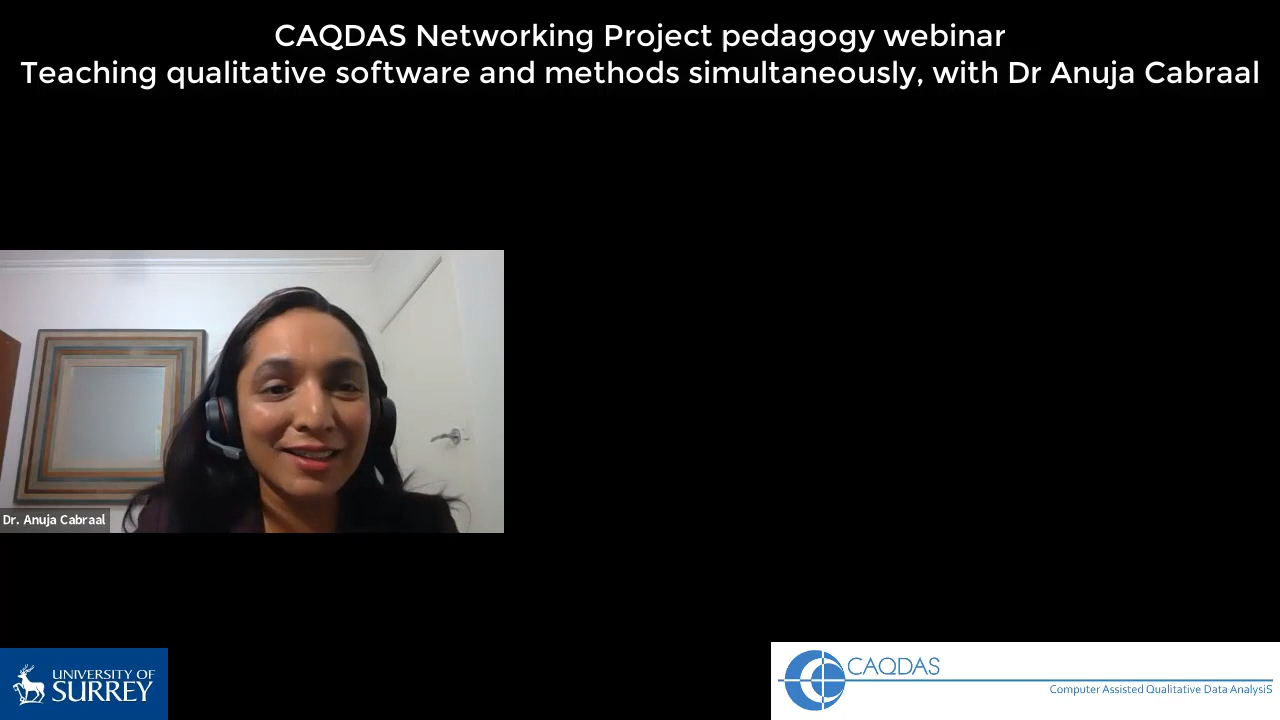 CAQDAS Networking Project pedagogy webinar
Teaching qualitative software and methods simultaneously, with Dr Anuja Cabraal
Dr. Anuja Cabraal
UNIVERSITY OF
SURREY
CAQDAS
Computer Assisted Qualitative Data AnalysiS